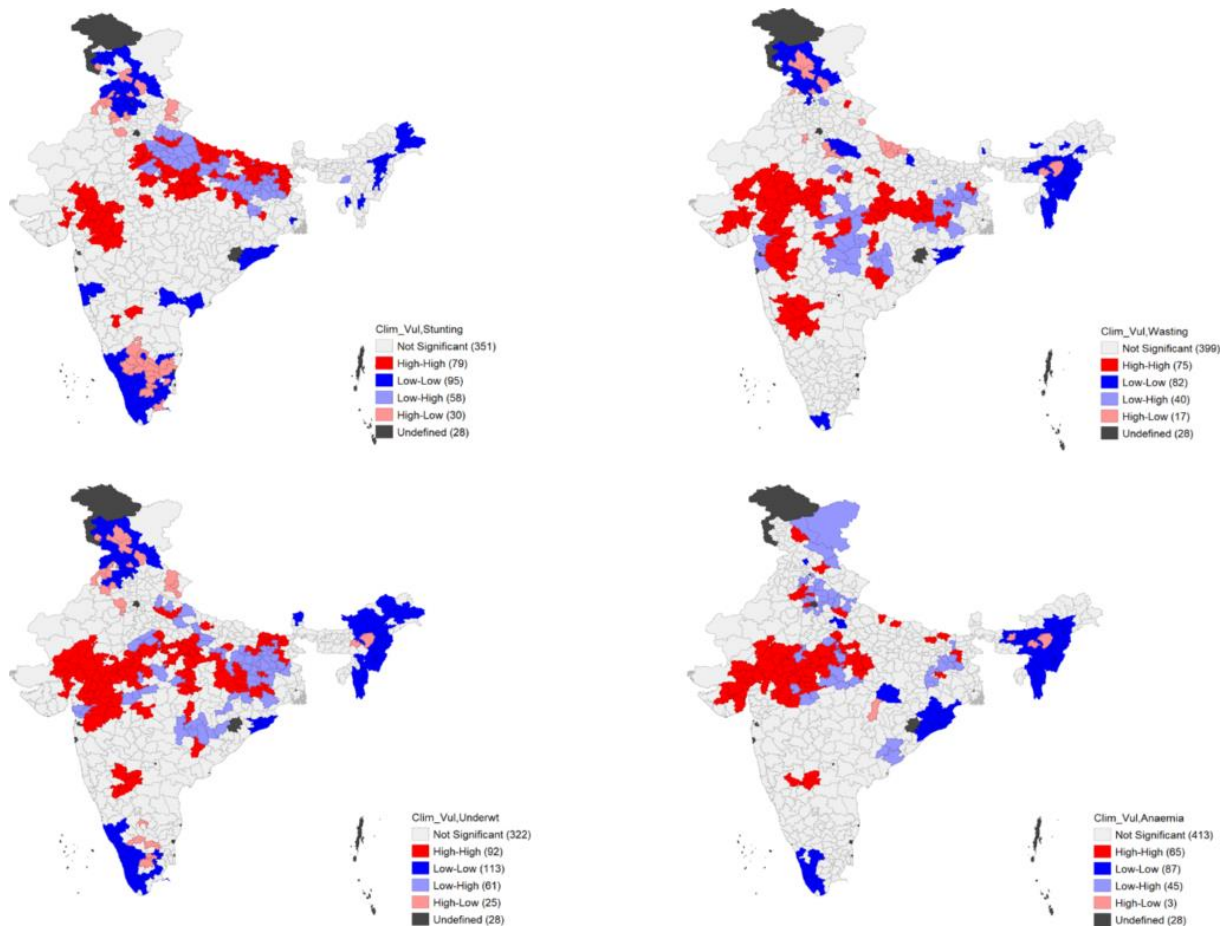 Clim_Vul,Stunting
Not Significant (351)
High-High (79)
Low-Low (95)
Low-High (58)
High-Low (30)
Undefined (28)
Clim_Vul,Wasting
Not Significant (399)
High-High (75)
Low-Low (82)
Low-High (40)
High-Low (17)
Undefined (28)
Clim_Vul,Underwt
Not Significant (322)
High-High (92)
Low-Low (113)
Low-High (61)
High-Low (25)
Undefined (28)
Clim_Vul,Anaemia
Not Significant (413)
High-High (65)
Low-Low (87)
Low-High (45)
High-Low (3)
Undefined (28)